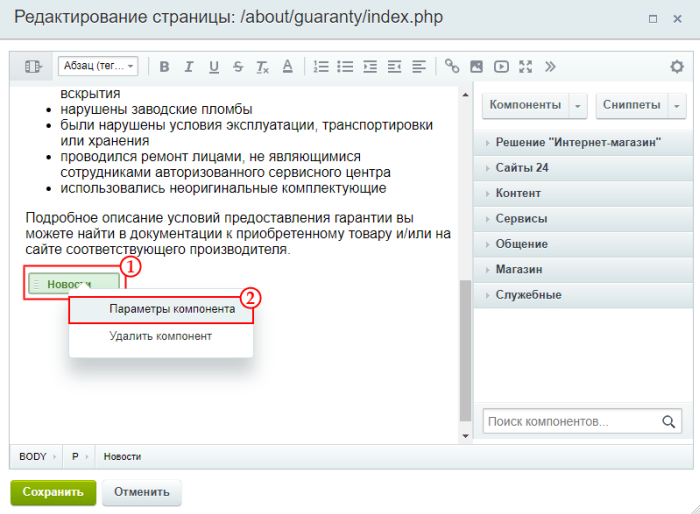 Редактирование страницы: /about/guaranty/index.php
Абзац (тег...
B I U S Tx A
вскрытия
нарушены заводские пломбы
были нарушены условия эксплуатации, транспортировки
или хранения
проводился ремонт лицами, не являющимися
сотрудниками авторизованного сервисного центра
использовались неоригинальные комплектующие
Подробное описание условий предоставления гарантии вы
можете найти в документации к приобретенному товару и/или на
сайте соответствующего производителя.
1
Новости
2
Параметры компонента
Удалить компонент
Компоненты Сниппеты
Решение "Интернет-магазин"
Сайты 24
Контент
Сервисы
Общение
Магазин
Служебные
Поиск компонентов...
BODY P Новости
Сохранить Отменить